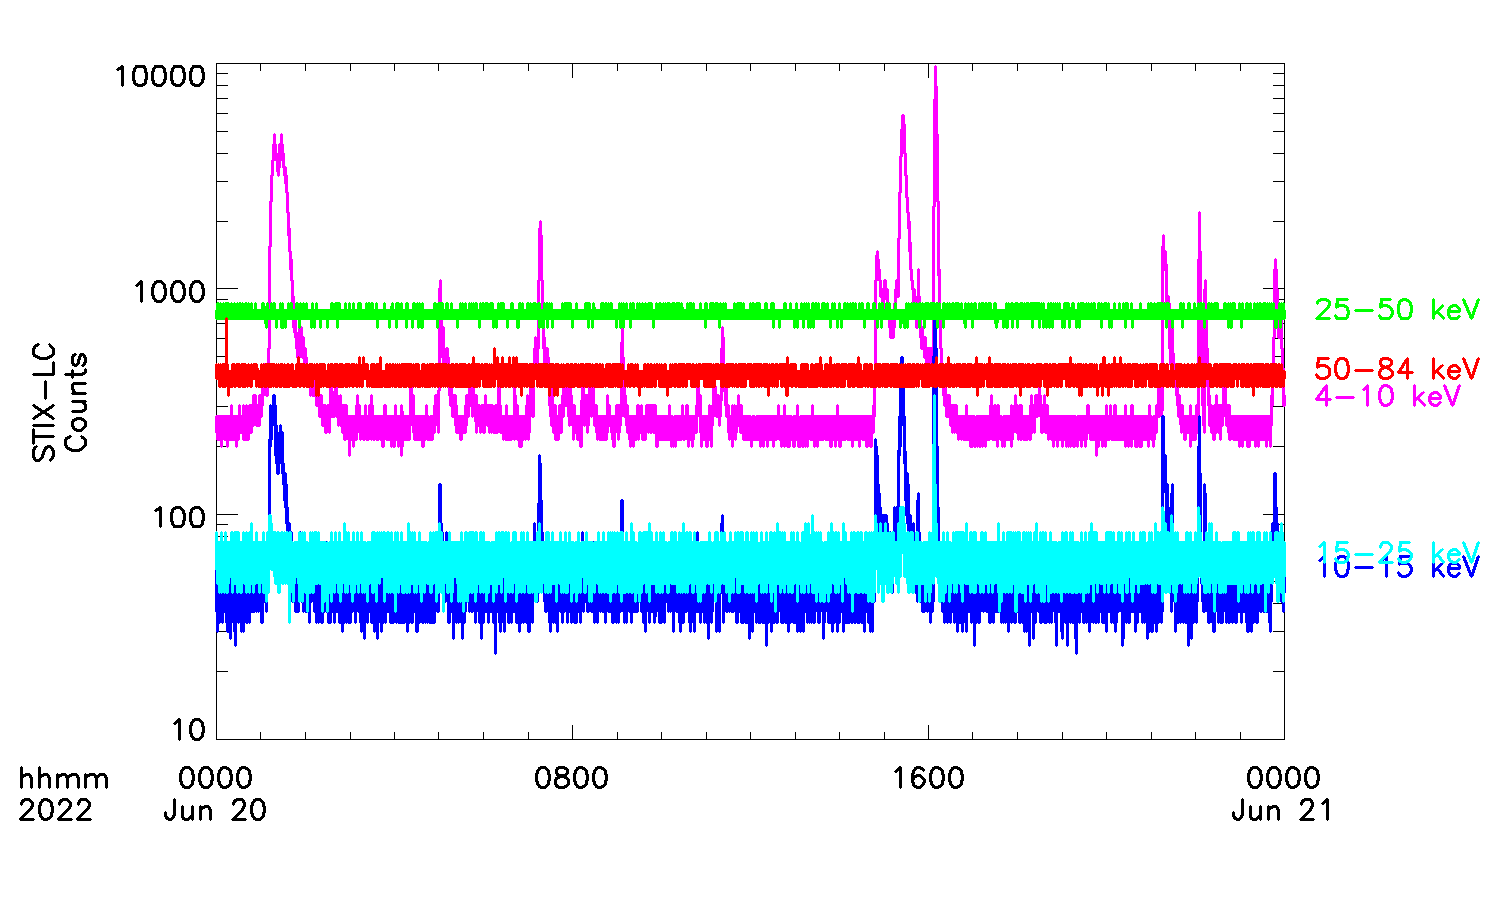 10000
1000
100
10
STIX-LC
Counts
25-50 keV
50-84 keV
4-10 keV
15-25 keV
10-15 keV
hhmm 0000 0800 1600 0000
2022 Jun 20 Jun 21